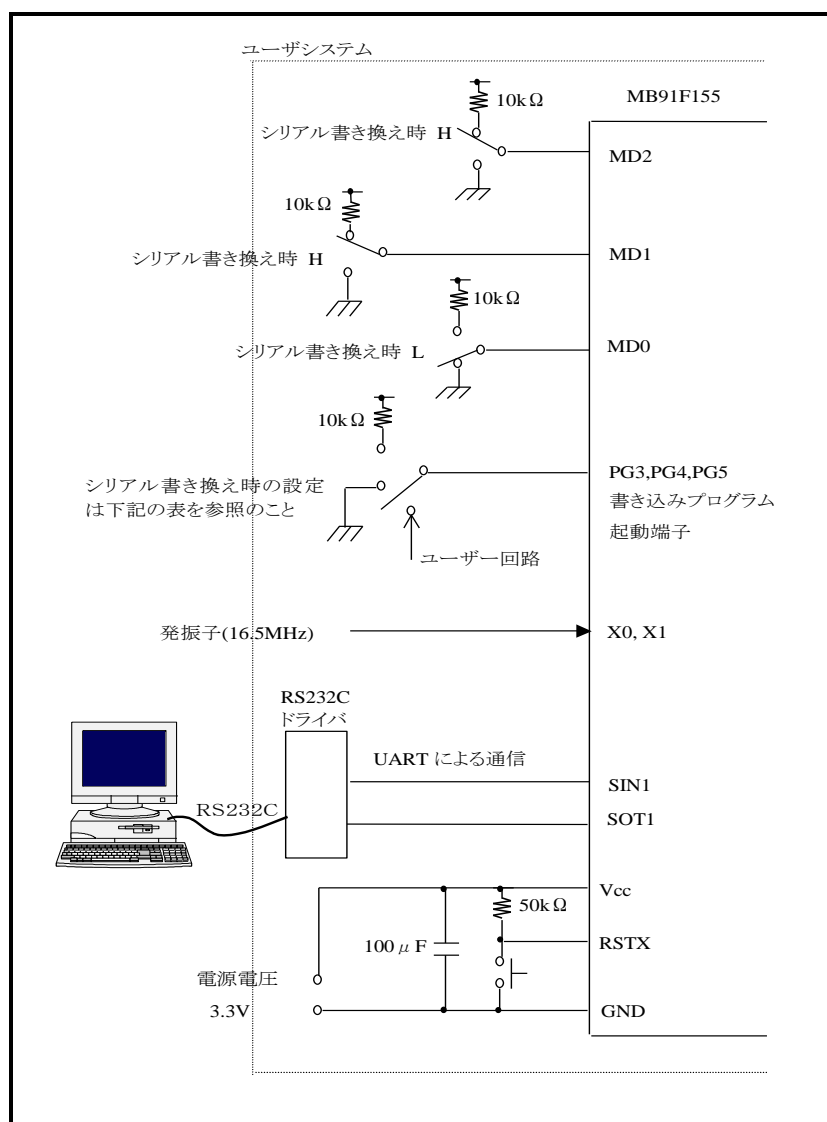 ユーザシステム
MB91F155
10kΩ
シリアル書き換え時 H
MD2
10kΩ
シリアル書き換え時 H
MD1
10kΩ
シリアル書き換え時 L
MD0
10kΩ
PG3,PG4,PG5
シリアル書き換え時の設定
は下記の表を参照のこと
書き込みプログラム
起動端子
ユーザー回路
発振子(16.5MHz)
X0, X1
RS232C
ドライバ
UART による通信
SIN1
RS232C
SOT1
Vcc
50kΩ
100μF
RSTX
電源電圧
3.3V
GND